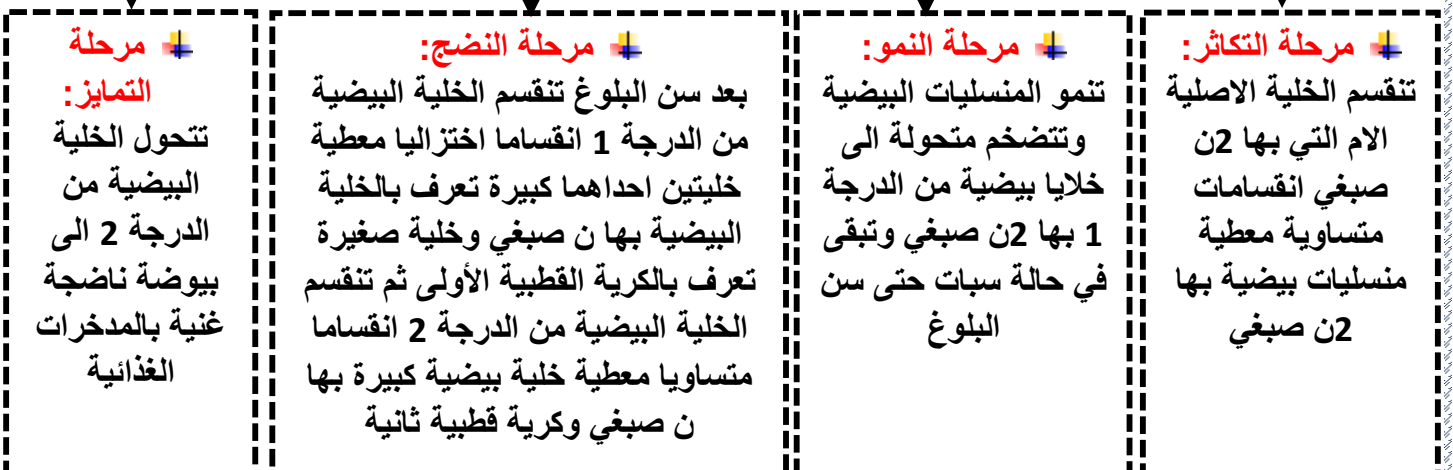 مرحلة التكاثر:
تنقسم الخلية الاصلية
الام التي بها 2ن
صبغي انقسامات
متساوية معطية
منسليات بيضية بها
2ن صبغي
مرحلة النمو:
تنمو المنسليات البيضية
وتتضخم متحولة الى
خلايا بيضية من الدرجة
1 بها 2ن صبغي وتبقى
في حالة سبات حتى سن
البلوغ
مرحلة النضج:
بعد سن البلوغ تنقسم الخلية البيضية
من الدرجة 1 انقساما اختزاليا معطية
خليتين احداهما كبيرة تعرف بالخلية
البيضية بها ن صبغي وخلية صغيرة
تعرف بالكرية القطبية الأولى ثم تنقسم
الخلية البيضية من الدرجة 2 انقساما
متساويا معطية خلية بيضية كبيرة بها
ن صبغي وكرية قطبية ثانية
مرحلة
التمايز:
تتحول الخلية
البيضية من
الدرجة 2 الى
بيوضة ناضجة
غنية بالمدخرات
الغذائية